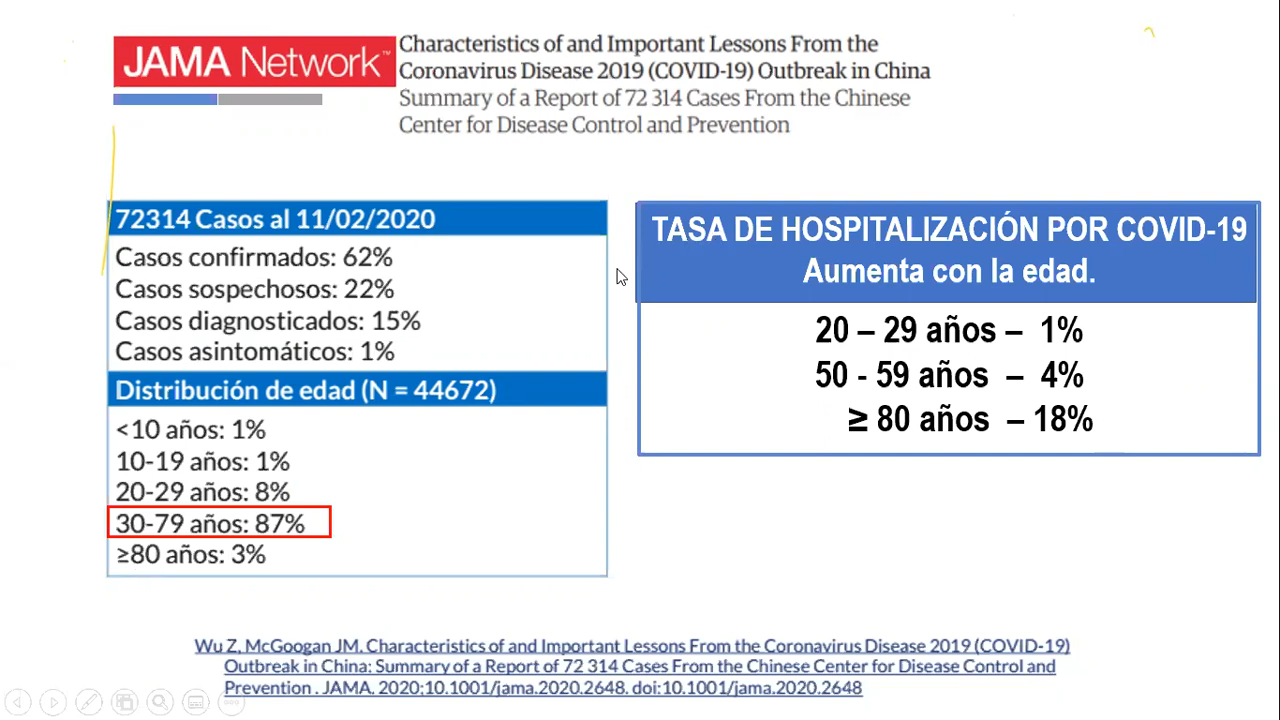 JAMA Network™
Characteristics of and Important Lessons From the
Coronavirus Disease 2019 (COVID-19) Outbreak in China
Summary of a Report of 72 314 Cases From the Chinese
Center for Disease Control and Prevention
72314 Casos al 11/02/2020
Casos confirmados: 62%
Casos sospechosos: 22%
Casos diagnosticados: 15%
Casos asintomáticos: 1%
Distribución de edad (N = 44672)
<10 años: 1%
10-19 años: 1%
20-29 años: 8%
30-79 años: 87%
≥80 años: 3%
TASA DE HOSPITALIZACIÓN POR COVID-19
Aumenta con la edad.
20 – 29 años – 1%
50 - 59 años – 4%
≥ 80 años – 18%
Wu Z, McGoogan JM. Characteristics of and Important Lessons From the Coronavirus Disease 2019 (COVID-19)
Outbreak in China: Summary of a Report of 72 314 Cases From the Chinese Center for Disease Control and
Prevention . JAMA. 2020;10.1001/jama.2020.2648. doi:10.1001/jama.2020.2648